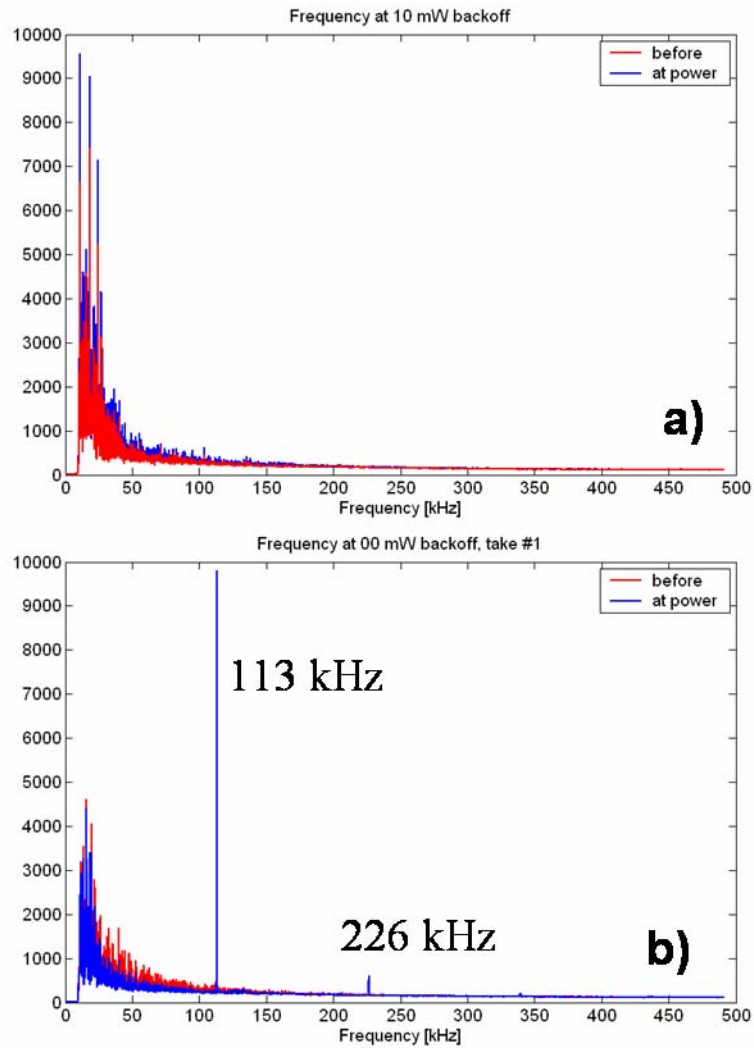 Frequency at 10 mW backoff
10000
9000
8000
7000
6000
5000
4000
3000
2000
1000
0
before
at power
a)
0 50 100 150 200 250 300 350 400 450 500
Frequency [kHz]
Frequency at 00 mW backoff, take #1
10000
9000
8000
7000
6000
5000
4000
3000
2000
1000
0
before
at power
113 kHz
226 kHz
b)
0 50 100 150 200 250 300 350 400 450 500
Frequency [kHz]